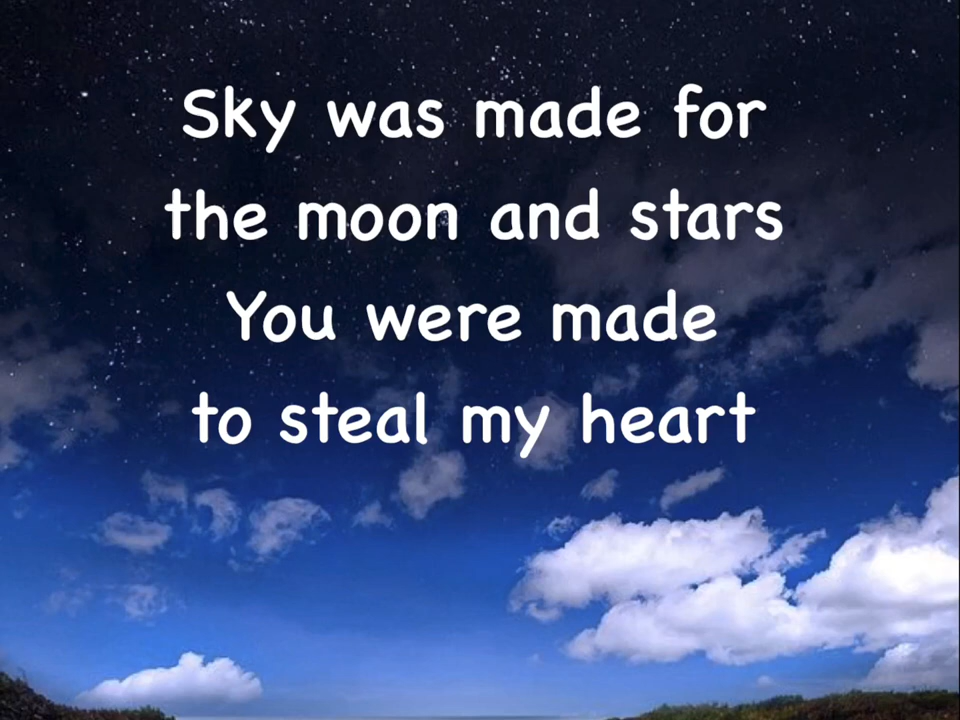 Sky was made for
the moon and stars
You were made
to steal my heart